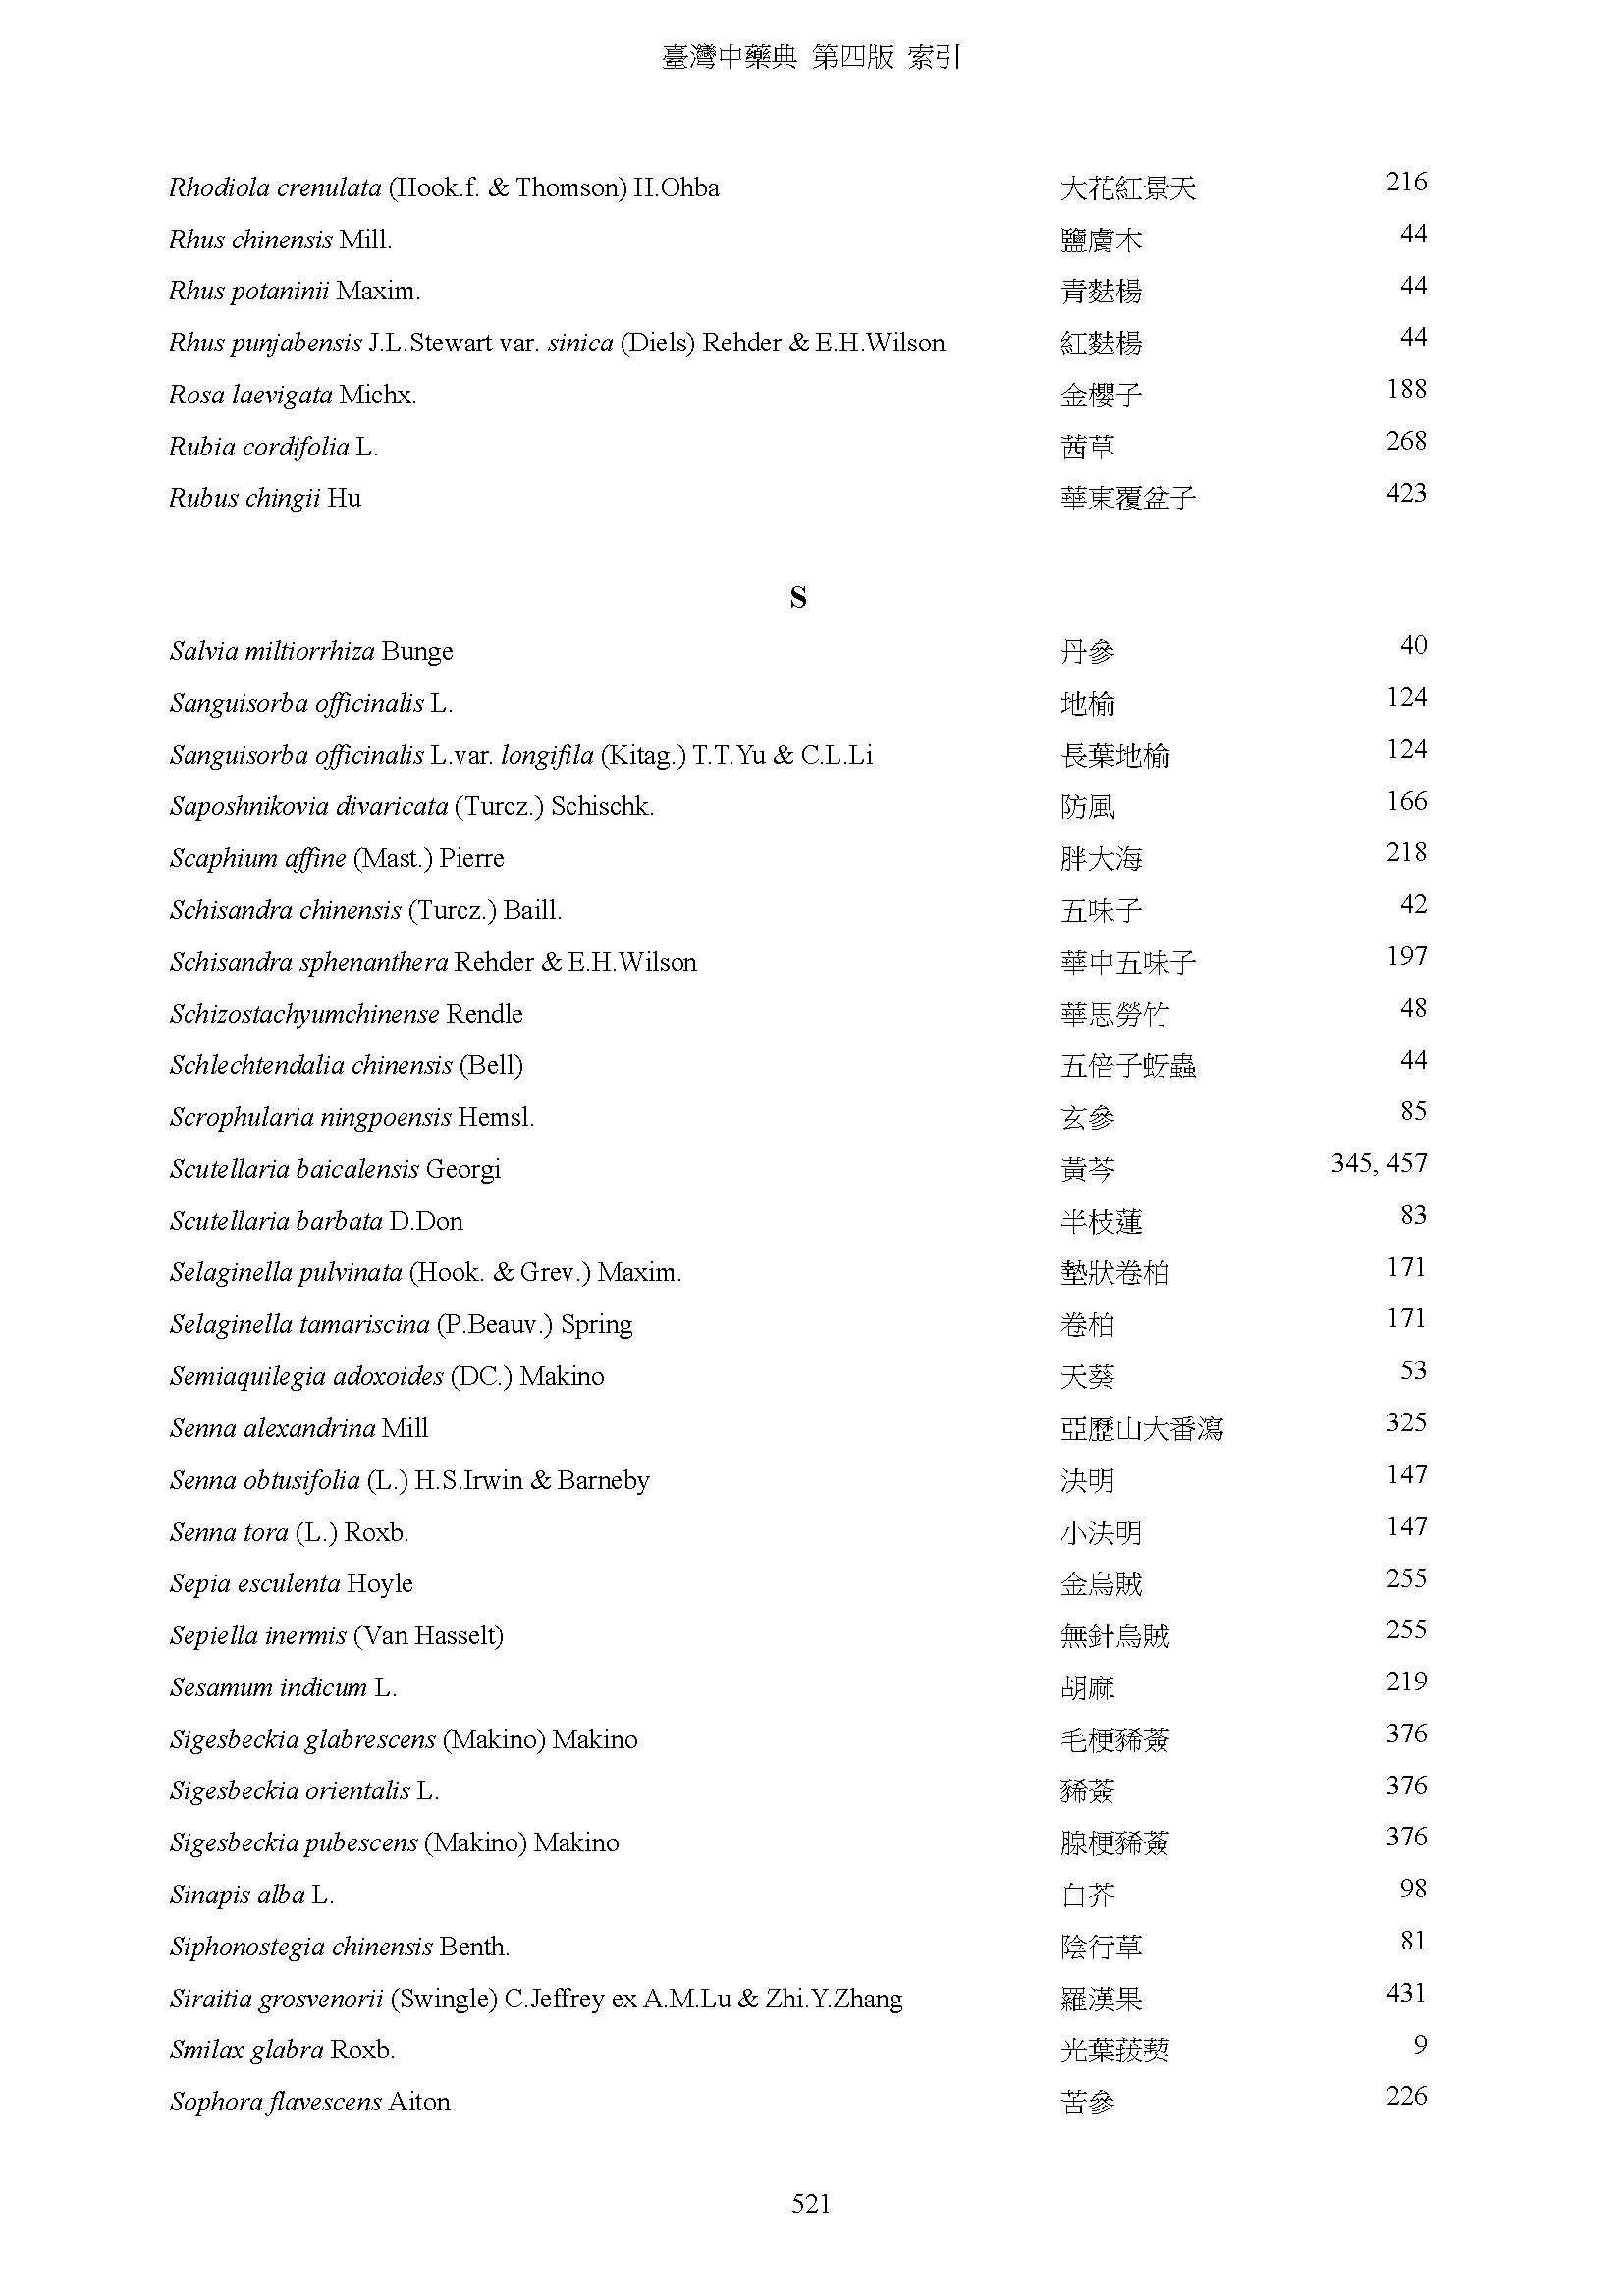 臺灣中藥典 第四版 索引
Rhodiola crenulata (Hook.f. & Thomson) H.Ohba 大花紅景天 216
Rhus chinensis Mill. 鹽膚木 44
Rhus potaninii Maxim. 青麩楊 44
Rhus punjabensis J.L.Stewart var. sinica (Diels) Rehder & E.H.Wilson 紅麩楊 44
Rosa laevigata Michx. 金櫻子 188
Rubia cordifolia L. 茜草 268
Rubus chingii Hu 華東覆盆子 423
S
Salvia miltiorrhiza Bunge 丹參 40
Sanguisorba officinalis L. 地榆 124
Sanguisorba officinalis L.var. longifila (Kitag.) T.T.Yu & C.L.Li 長葉地榆 124
Saposhnikovia divaricata (Turcz.) Schischk. 防風 166
Scaphium affine (Mast.) Pierre 胖大海 218
Schisandra chinensis (Turcz.) Baill. 五味子 42
Schisandra sphenanthera Rehder & E.H.Wilson 華中五味子 197
Schizostachyumchinense Rendle 華思勞竹 48
Schlechtendalia chinensis (Bell) 五倍子蚜蟲 44
Scrophularia ningpoensis Hemsl. 玄參 85
Scutellaria baicalensis Georgi 黃芩 345, 457
Scutellaria barbata D.Don 半枝蓮 83
Selaginella pulvinata (Hook. & Grev.) Maxim. 墊狀卷柏 171
Selaginella tamariscina (P.Beauv.) Spring 卷柏 171
Semiaquilegia adoxoides (DC.) Makino 天葵 53
Senna alexandrina Mill 亞歷山大番瀉 325
Senna obtusifolia (L.) H.S.Irwin & Barneby 決明 147
Senna tora (L.) Roxb. 小決明 147
Sepia esculenta Hoyle 金烏賊 255
Sepiella inermis (Van Hasselt) 無針烏賊 255
Sesamum indicum L. 胡麻 219
Sigesbeckia glabrescens (Makino) Makino 毛梗豨薟 376
Sigesbeckia orientalis L. 豨薟 376
Sigesbeckia pubescens (Makino) Makino 腺梗豨薟 376
Sinapis alba L. 白芥 98
Siphonostegia chinensis Benth. 陰行草 81
Siraitia grosvenorii (Swingle) C.Jeffrey ex A.M.Lu & Zhi.Y.Zhang 羅漢果 431
Smilax glabra Roxb. 光葉菝葜 9
Sophora flavescens Aiton 苦參 226
521